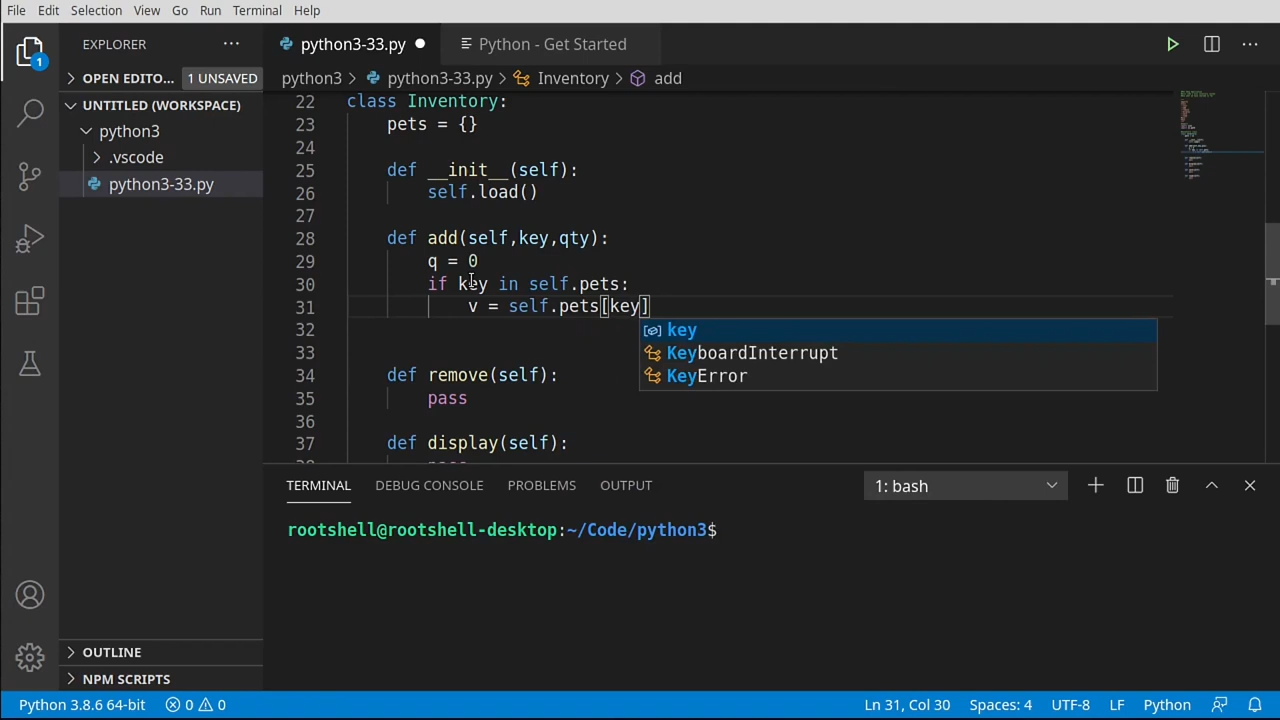 File Edit Selection View Go Run Terminal Help
EXPLORER ···
python3-33.py ●
Python - Get Started
1
OPEN EDITO... 1 UNSAVED
python3 > python3-33.py > Inventory > add
UNTITLED (WORKSPACE)
python3
.vscode
python3-33.py
22 class Inventory:
23 pets = {}
24
25 def __init__(self):
26 self.load()
27
28 def add(self,key,qty):
29 q = 0
30 if key in self.pets:
31 v = self.pets[key]
32
33
34 def remove(self):
35 pass
36
37 def display(self):
key
KeyboardInterrupt
KeyError
TERMINAL DEBUG CONSOLE PROBLEMS OUTPUT 1: bash
rootshell@rootshell-desktop:~/Code/python3$
OUTLINE
NPM SCRIPTS
Python 3.8.6 64-bit 0 0 Ln 31, Col 30 Spaces: 4 UTF-8 LF Python